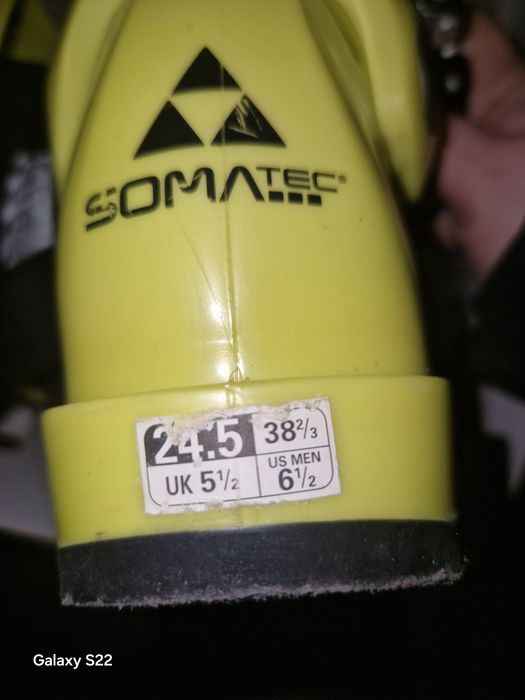 SOMATEC®
24.5
38 2/3
UK 5 1/2
US MEN
6 1/2
Galaxy S22